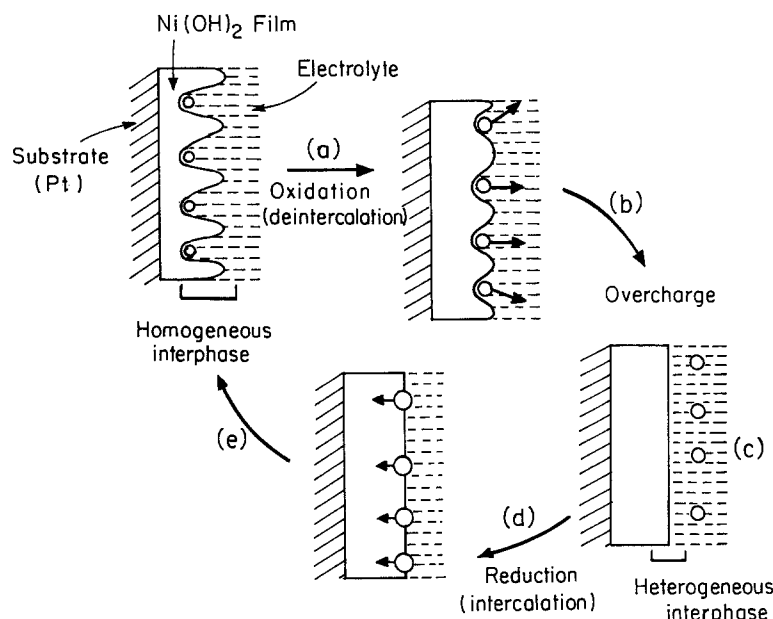 Ni(OH)2 Film
Electrolyte
Substrate
(Pt)
(a)
Oxidation
(deintercalation)
(b)
Overcharge
Homogeneous
interphase
(e)
(c)
(d)
Reduction
(intercalation)
Heterogeneous
interphase